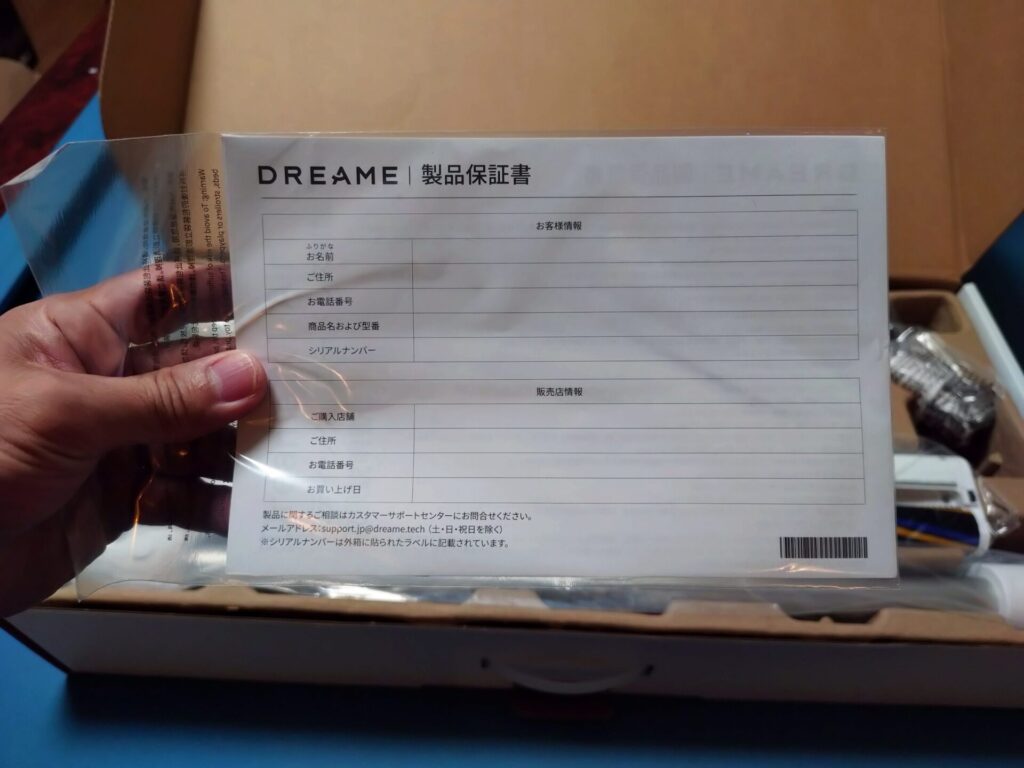 DREAME | 製品保証書
お客様情報
ふりがな
お名前
ご住所
お電話番号
商品名および型番
シリアルナンバー
販売店情報
ご購入店舗
ご住所
お電話番号
お買い上げ日
製品に関するご相談はカスタマーサポートセンターにお問合せください。
メールアドレス:support.jp@dreame.tech (土・日・祝日を除く)
※シリアルナンバーは外箱に貼られたラベルに記載されています。
Warning: To avoid the